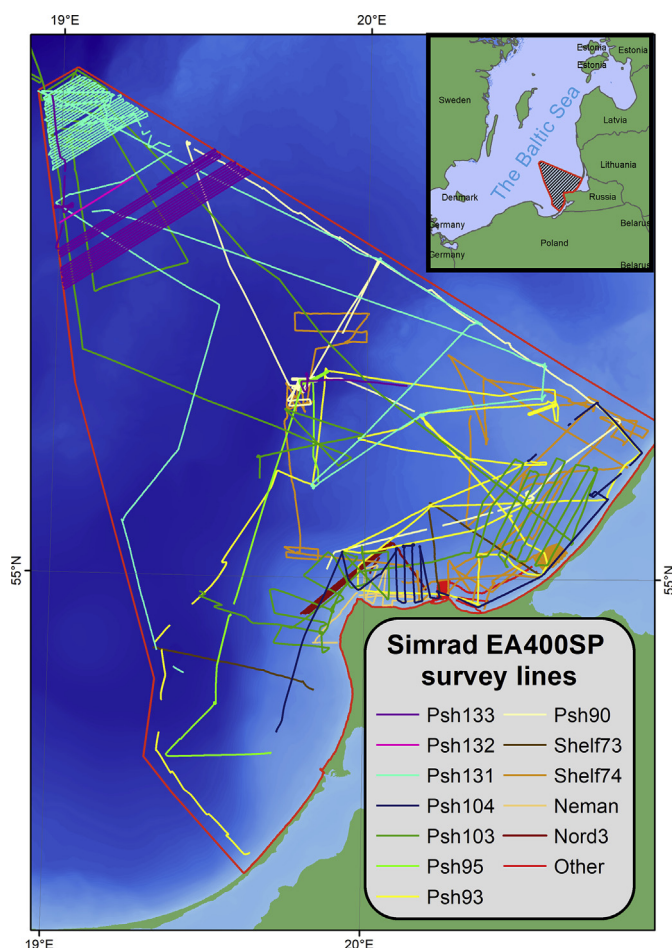 19°E
20°E
Estonia
Estonia
Estonia
Sweden
The Baltic Sea
Latvia
Lithuania
Denmark
Russia
Germany
Belarus
Poland
Germany
Belarus
55°N
55°N
Simrad EA400SP
survey lines
Psh133
Psh90
Psh132
Shelf73
Psh131
Shelf74
Psh104
Neman
Psh103
Nord3
Psh95
Other
Psh93
19°E
20°E